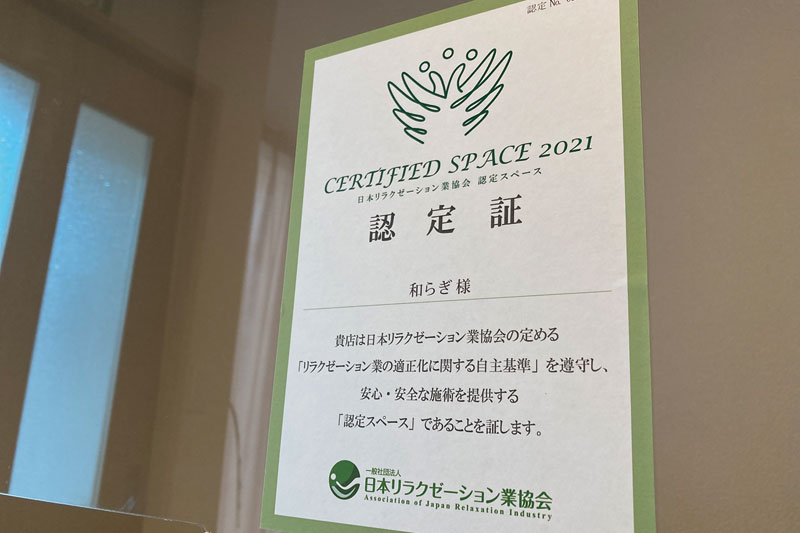 認定 No.
CERTIFIED SPACE 2021
日本リラクゼーション業協会 認定スペース
認定証
和らぎ 様
貴店は日本リラクゼーション業協会の定める
「リラクゼーション業の適正化に関する自主基準」を遵守し、
安心・安全な施術を提供する
「認定スペース」であることを証します。
一般社団法人
日本リラクゼーション業協会
Association of Japan Relaxation Industry